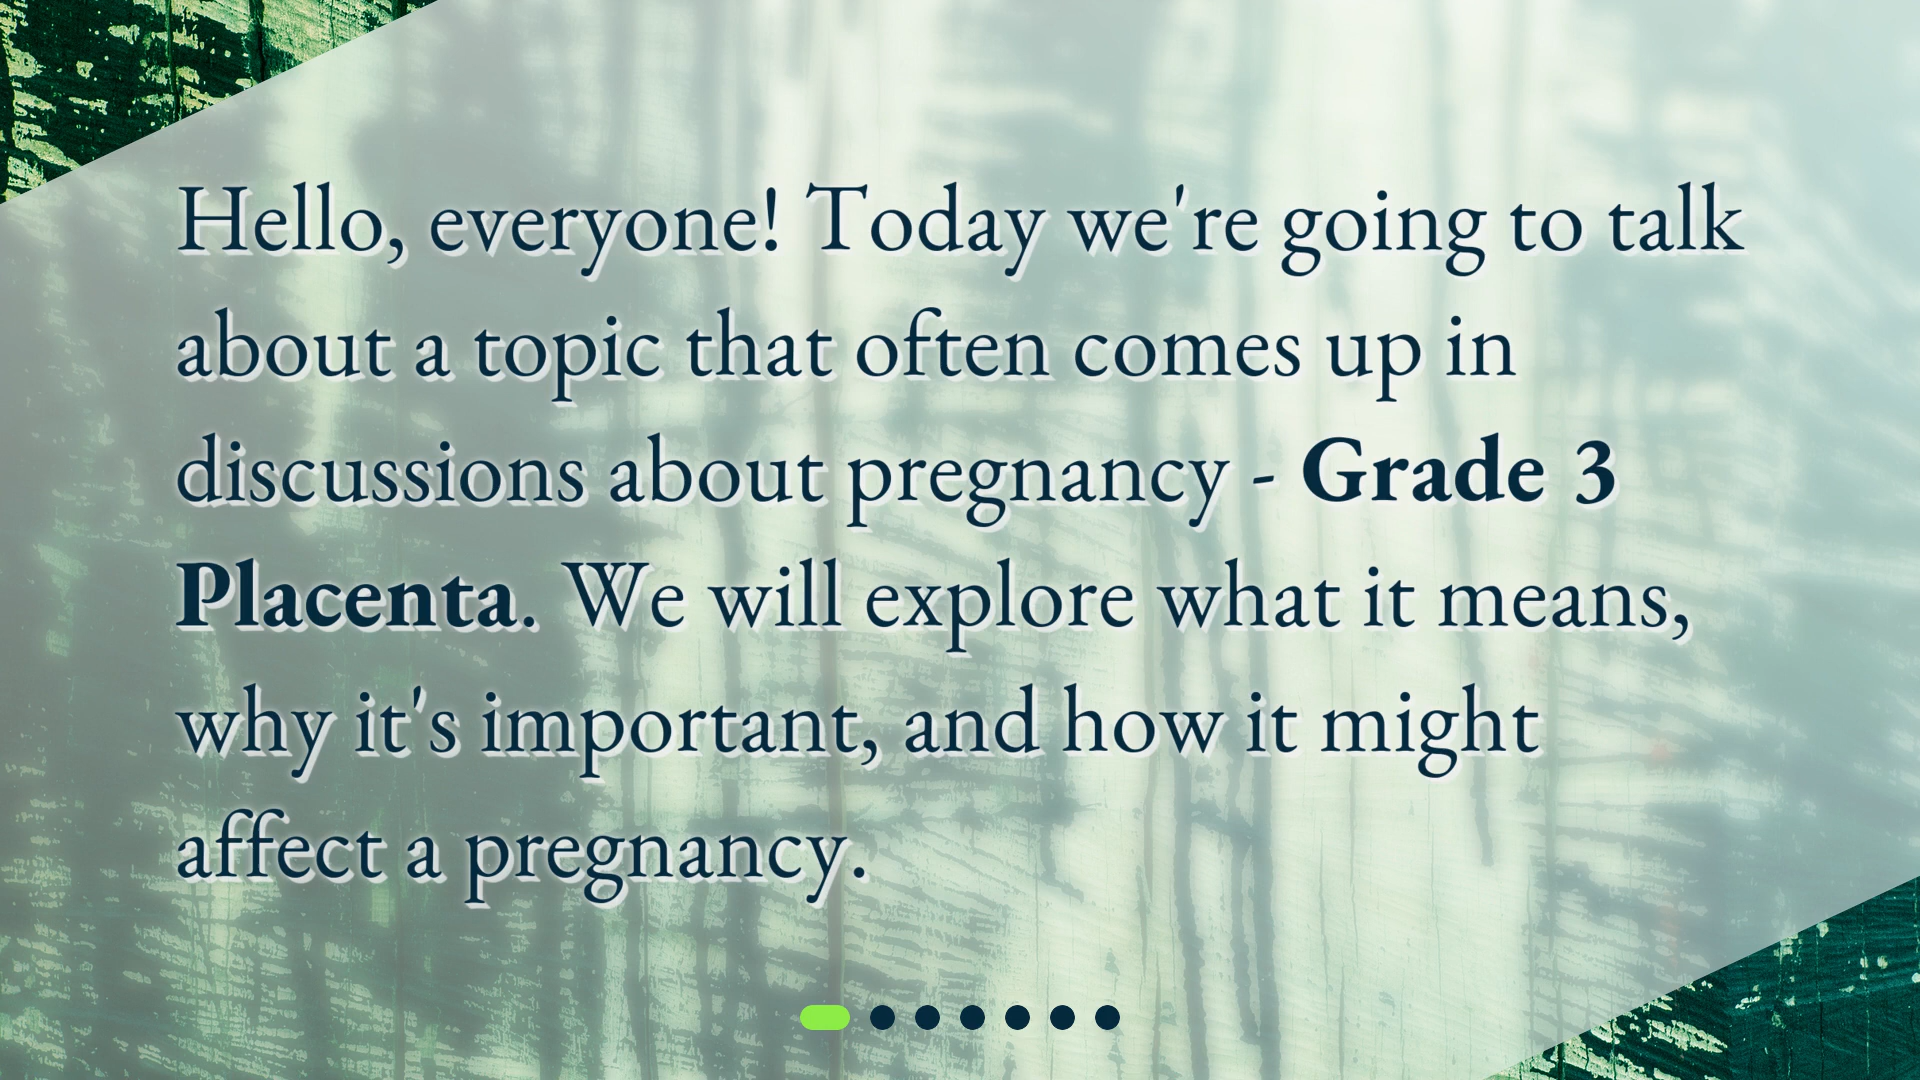 Hello, everyone! Today we're going to talk
about a topic that often comes up in
discussions about pregnancy - Grade 3
Placenta. We will explore what it means,
why it's important, and how it might
affect a pregnancy.